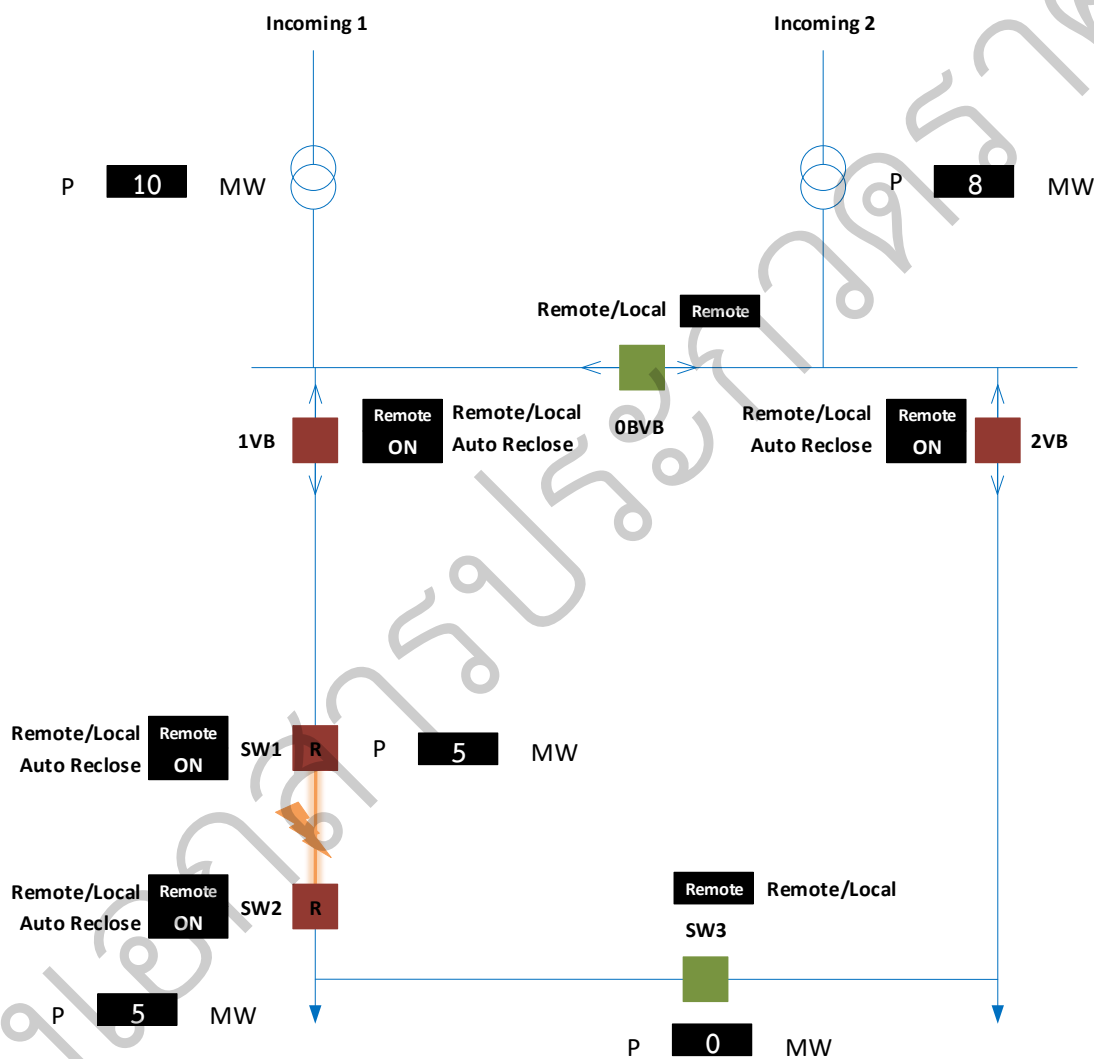 Incoming 1
Incoming 2
P 10 MW
P 8 MW
Remote/Local Remote
0BVB
1VB
Remote Remote/Local
ON Auto Reclose
Remote/Local Remote
Auto Reclose ON
2VB
Remote/Local Remote
Auto Reclose ON
SW1 R
P 5 MW
Remote/Local Remote
Auto Reclose ON
SW2 R
Remote Remote/Local
SW3
P 5 MW
P 0 MW